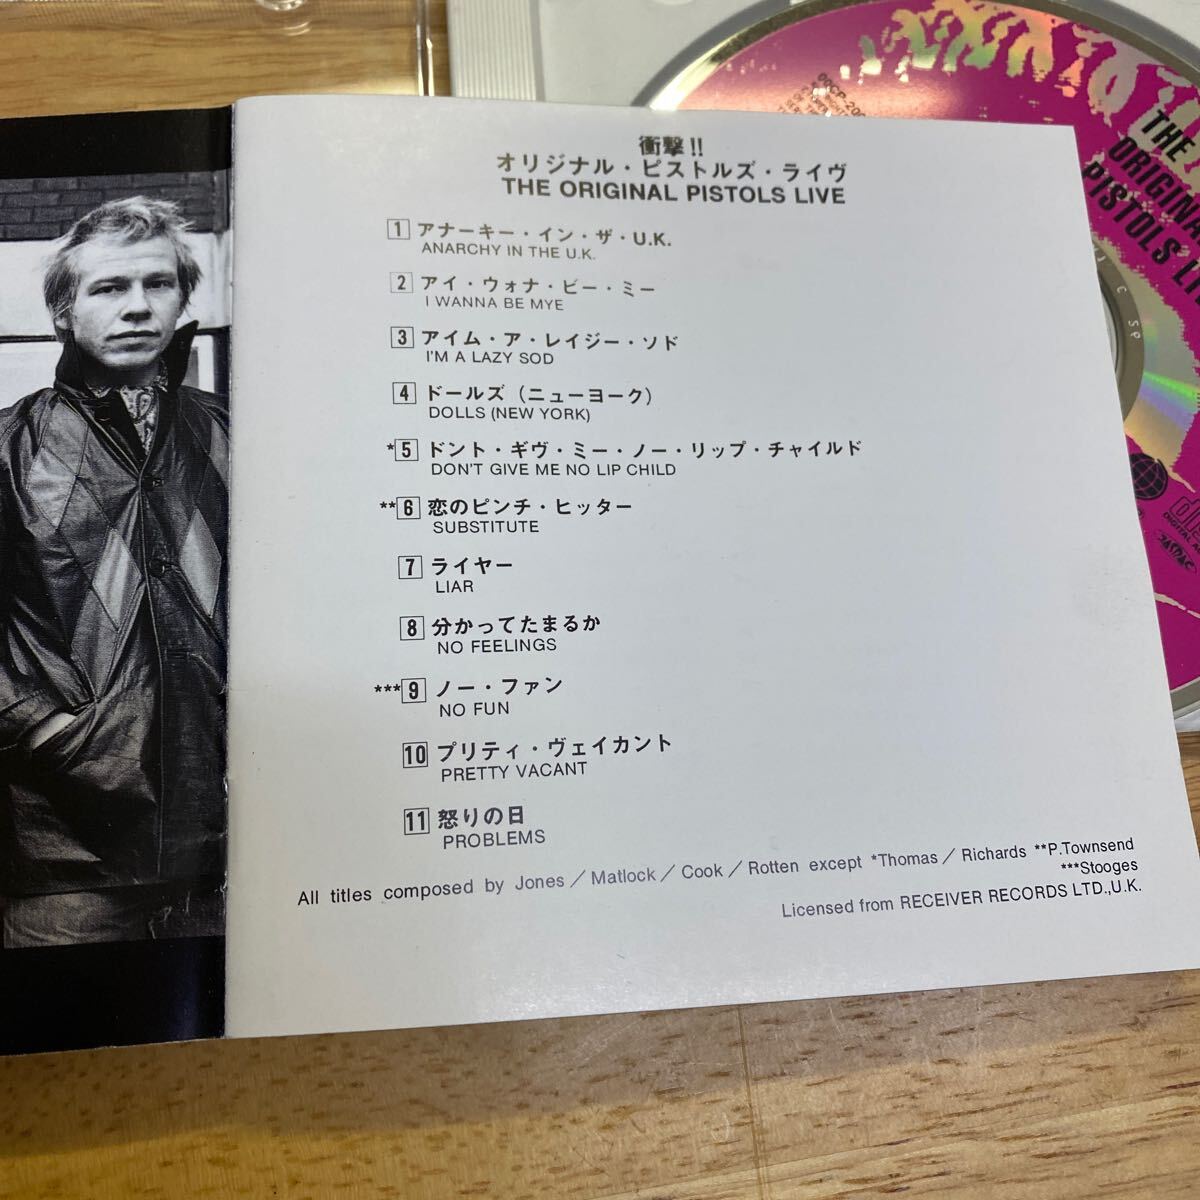 衝撃!!
オリジナル・ピストルズ・ライヴ
THE ORIGINAL PISTOLS LIVE
1 アナーキー・イン・ザ・U.K.
ANARCHY IN THE U.K.
2 アイ・ウォナ・ビー・ミー
I WANNA BE MYE
3 アイム・ア・レイジー・ソド
I'M A LAZY SOD
4 ドールズ（ニューヨーク）
DOLLS (NEW YORK)
*5 ドント・ギヴ・ミー・ノー・リップ・チャイルド
DON'T GIVE ME NO LIP CHILD
**6 恋のピンチ・ヒッター
SUBSTITUTE
7 ライヤー
LIAR
8 分かってたまるか
NO FEELINGS
***9 ノー・ファン
NO FUN
10 プリティ・ヴェイカント
PRETTY VACANT
11 怒りの日
PROBLEMS
All titles composed by Jones／Matlock／Cook／Rotten except *Thomas／Richards **P.Townsend
***Stooges
Licensed from RECEIVER RECORDS LTD.,U.K.
THE
ORIGINA
PISTOLS LI